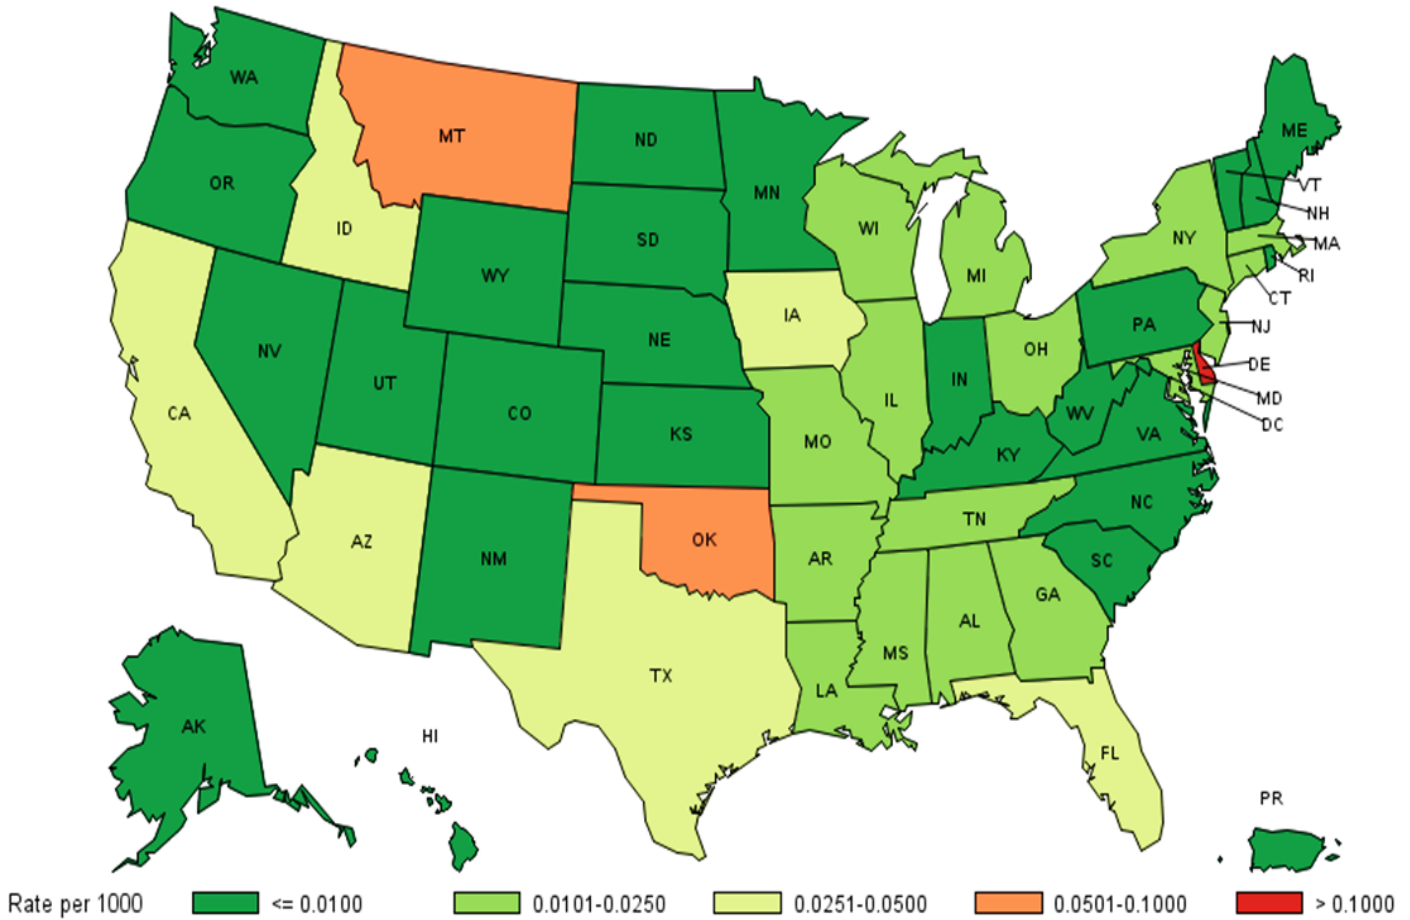 WA
MT
ND
ME
OR
MN
VT
ID
NH
WI
NY
SD
MA
MI
WY
RI
CT
IA
PA
NJ
NE
OH
NV
DE
IN
UT
MD
IL
CO
WV
CA
DC
KS
VA
MO
KY
NC
TN
OK
AZ
NM
AR
SC
GA
AL
MS
TX
LA
AK
HI
FL
PR
Rate per 1000 <= 0.0100 0.0101-0.0250 0.0251-0.0500 0.0501-0.1000 > 0.1000